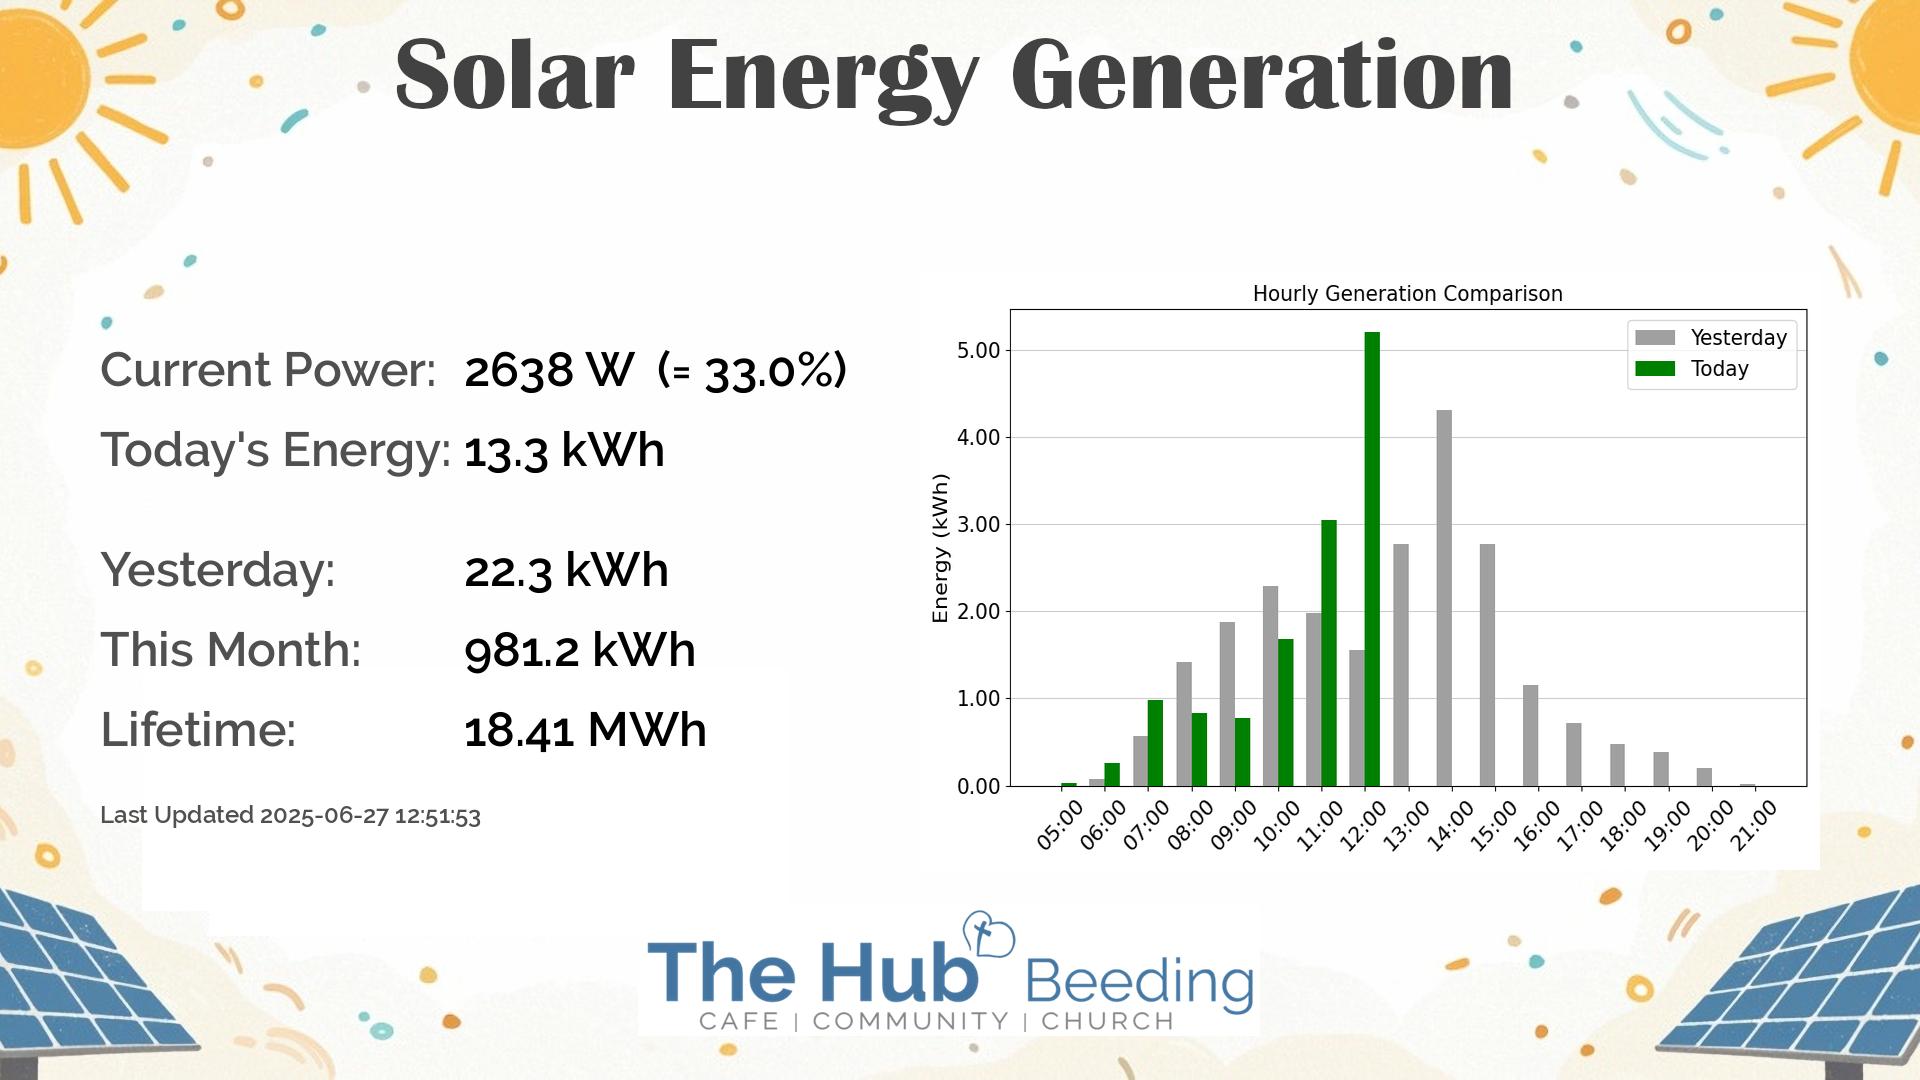 Solar Energy Generation
Current Power: 2638 W (= 33.0%)
Today's Energy: 13.3 kWh
Yesterday: 22.3 kWh
This Month: 981.2 kWh
Lifetime: 18.41 MWh
Last Updated 2025-06-27 12:51:53
Hourly Generation Comparison
Yesterday
Today
Energy (kWh)
5.00
4.00
3.00
2.00
1.00
0.00
05:00 06:00 07:00 08:00 09:00 10:00 11:00 12:00 13:00 14:00 15:00 16:00 17:00 18:00 19:00 20:00 21:00
The Hub Beeding
CAFE | COMMUNITY | CHURCH